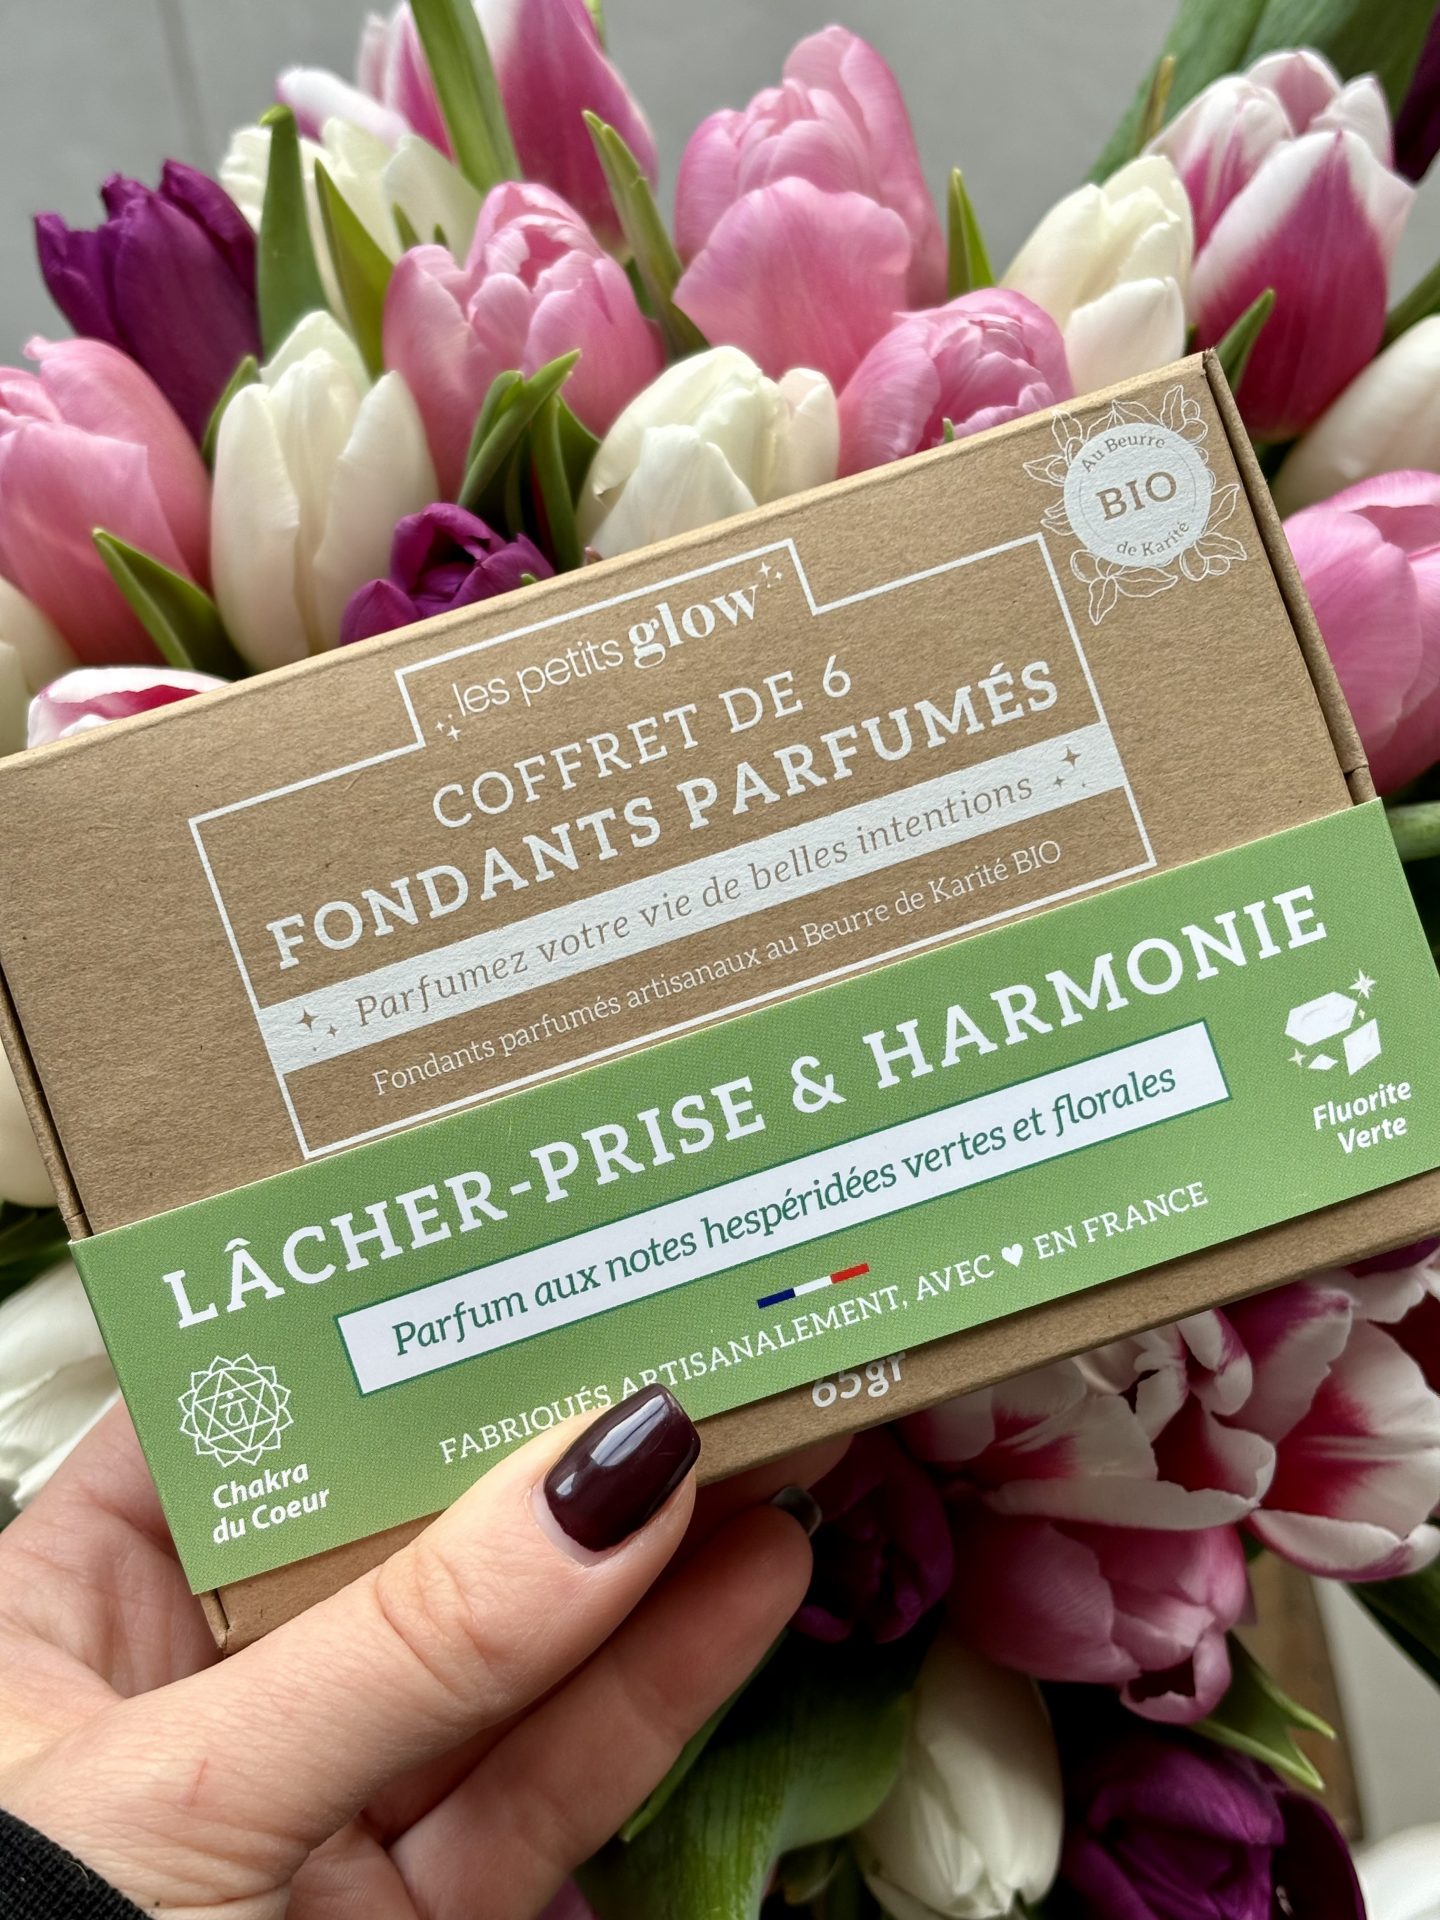 Au Beurre
BIO
de Karité
les petits glow
COFFRET DE 6
FONDANTS PARFUMÉS
Parfumez votre vie de belles intentions
Fondants parfumés artisanaux au Beurre de Karité BIO
LÂCHER-PRISE & HARMONIE
Parfum aux notes hespéridées vertes et florales
Fluorite
Verte
FABRIQUÉS ARTISANALEMENT, AVEC ♥ EN FRANCE
Chakra
du Coeur
65gr